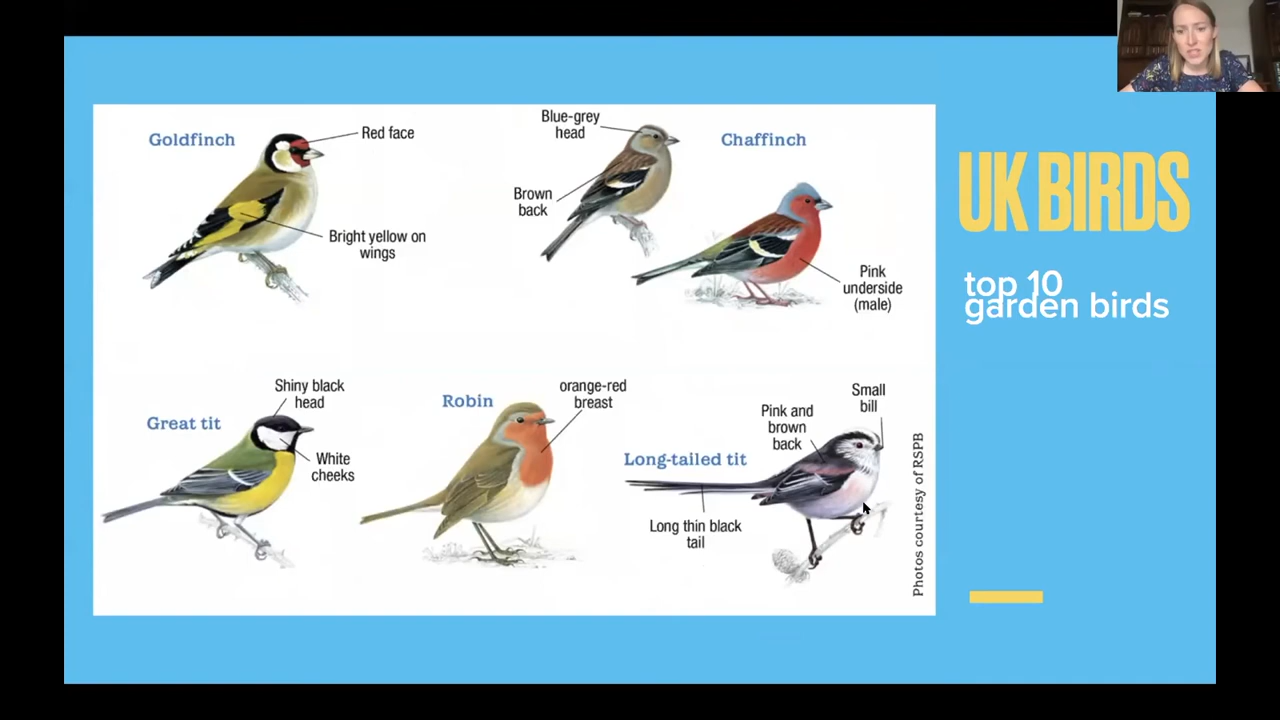 Goldfinch
Red face
Bright yellow on
wings
Blue-grey
head
Brown
back
Chaffinch
Pink
underside
(male)
Great tit
Shiny black
head
White
cheeks
Robin
orange-red
breast
Long-tailed tit
Pink and
brown
back
Small
bill
Long thin black
tail
Photos courtesy of RSPB
UK BIRDS
top 10
garden birds